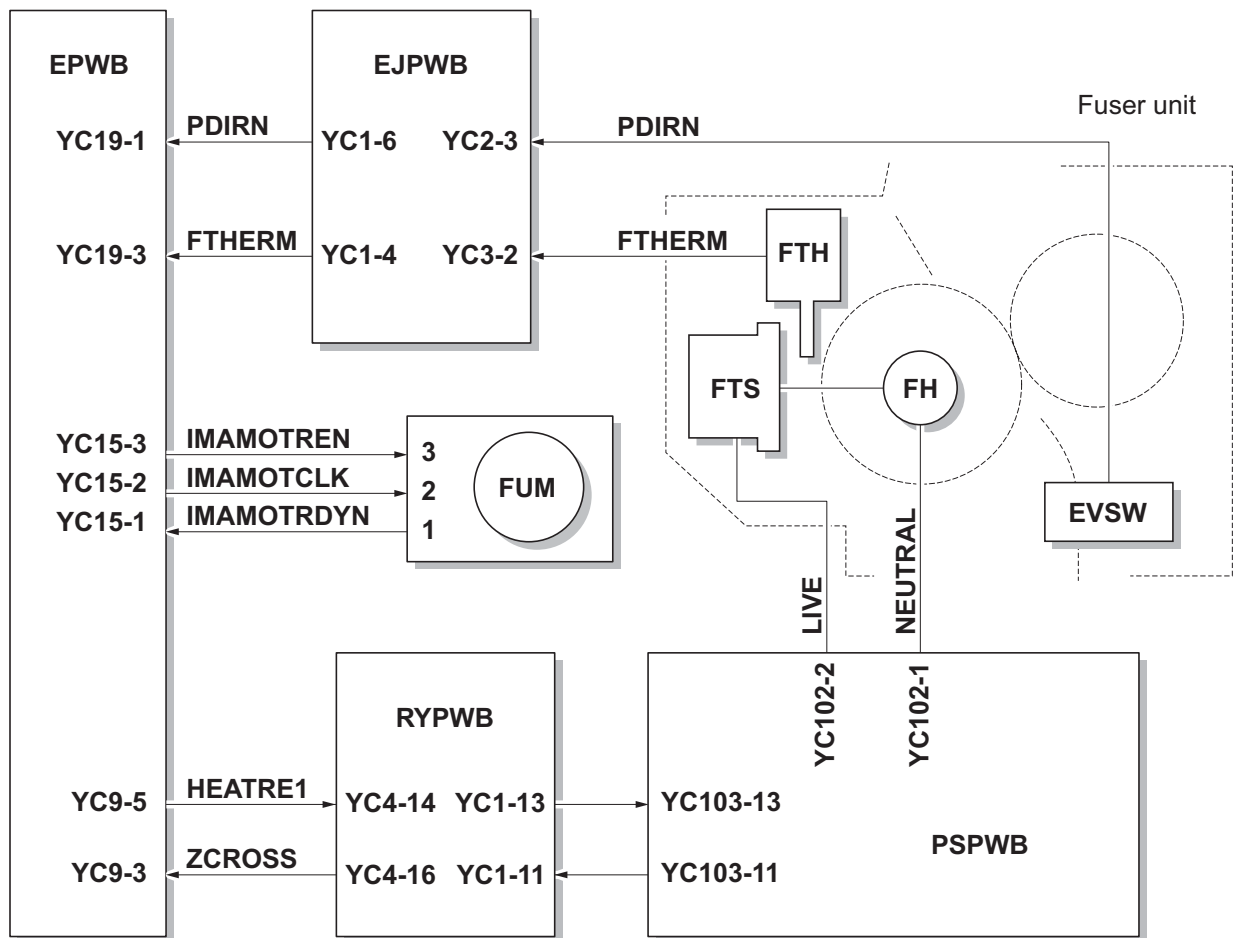 EPWB
EJPWB
Fuser unit
YC19-1
PDIRN
YC1-6
YC2-3
PDIRN
YC19-3
FTHERM
YC1-4
YC3-2
FTHERM
FTH
FTS
FH
YC15-3
IMAMOTREN
3
YC15-2
IMAMOTCLK
2
YC15-1
IMAMOTRDYN
1
FUM
EVSW
LIVE
NEUTRAL
YC102-2
YC102-1
RYPWB
YC9-5
HEATRE1
YC4-14
YC1-13
YC103-13
PSPWB
YC9-3
ZCROSS
YC4-16
YC1-11
YC103-11